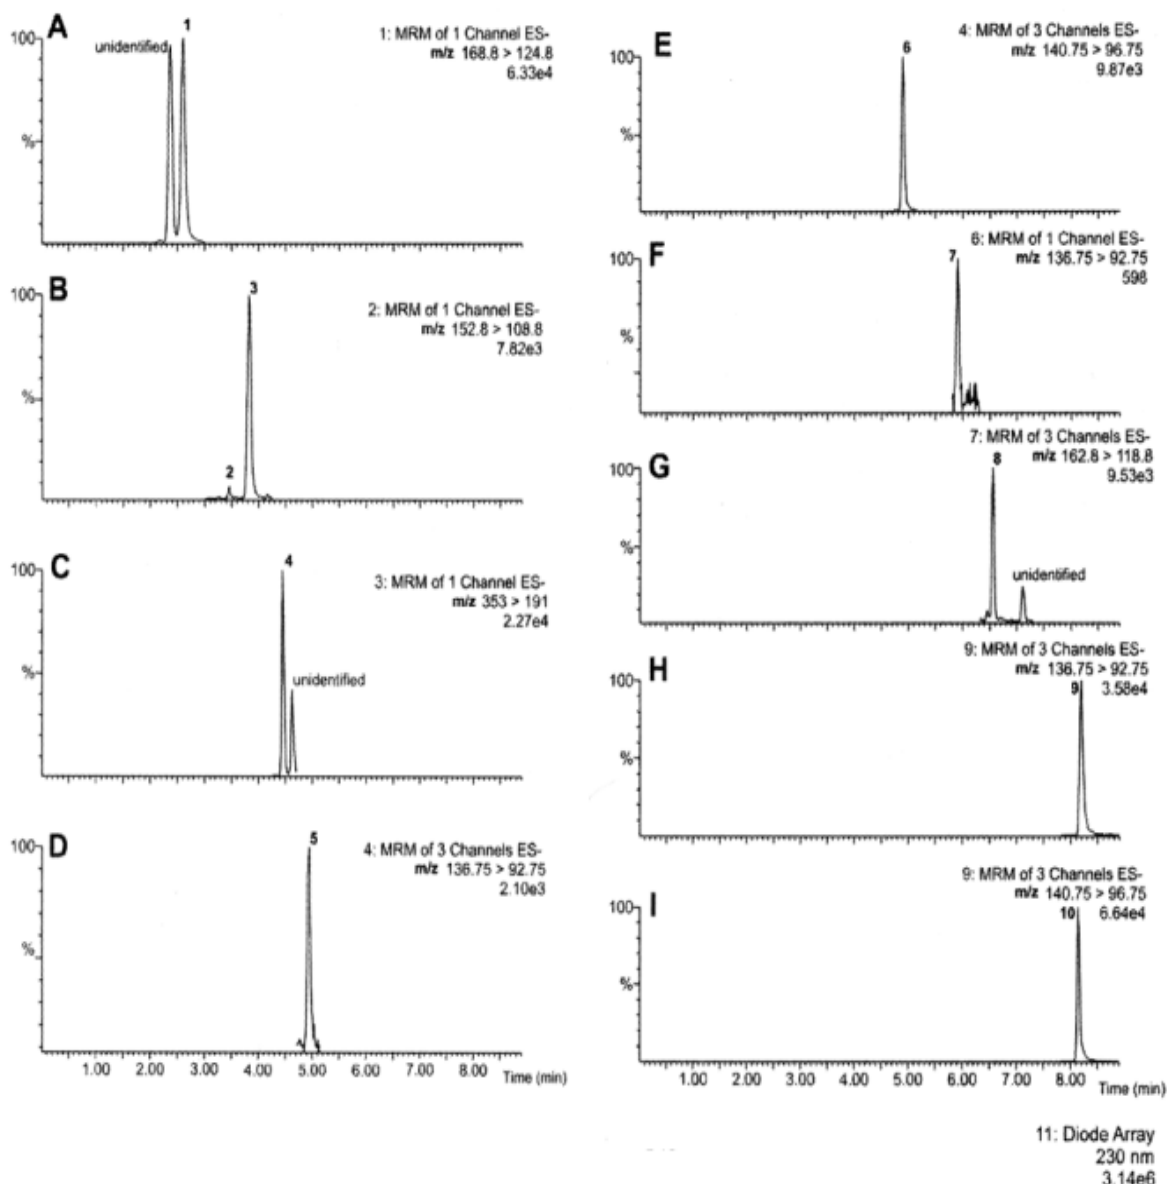 A
unidentified
1
100
%
1: MRM of 1 Channel ES-
m/z 168.8 > 124.8
6.33e4
B
100
%
2
3
2: MRM of 1 Channel ES-
m/z 152.8 > 108.8
7.82e3
C
100
%
4
unidentified
3: MRM of 1 Channel ES-
m/z 353 > 191
2.27e4
D
100
%
5
4: MRM of 3 Channels ES-
m/z 136.75 > 92.75
2.10e3
1.00 2.00 3.00 4.00 5.00 6.00 7.00 8.00 Time (min)
E
100
%
6
4: MRM of 3 Channels ES-
m/z 140.75 > 96.75
9.87e3
F
100
%
7
6: MRM of 1 Channel ES-
m/z 136.75 > 92.75
598
G
100
%
8
unidentified
7: MRM of 3 Channels ES-
m/z 162.8 > 118.8
9.53e3
H
100
%
9
9: MRM of 3 Channels ES-
m/z 136.75 > 92.75
3.58e4
I
100
%
10
9: MRM of 3 Channels ES-
m/z 140.75 > 96.75
6.64e4
1.00 2.00 3.00 4.00 5.00 6.00 7.00 8.00 Time (min)
11: Diode Array
230 nm
3.14e6